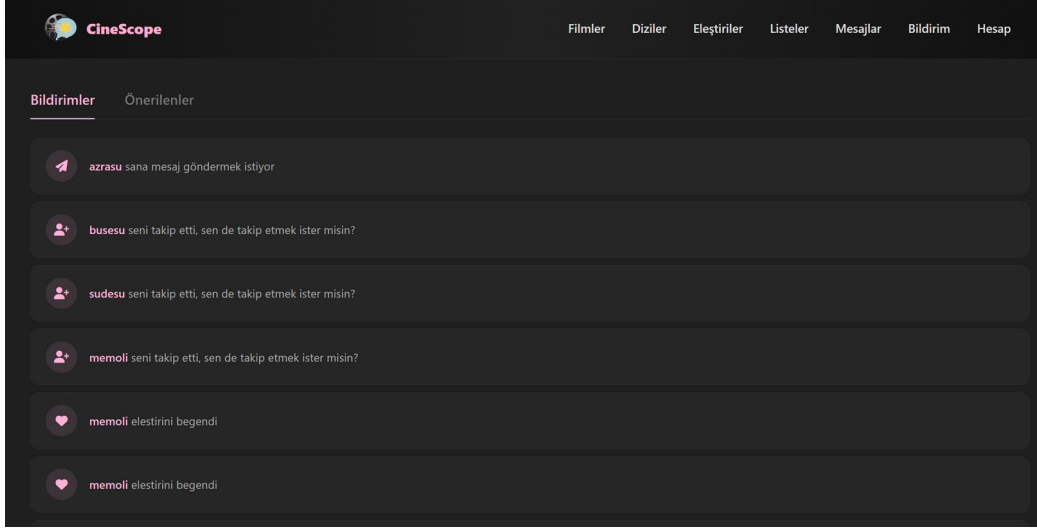 CineScope
Filmler Diziler Eleştiriler Listeler Mesajlar Bildirim Hesap
Bildirimler Önerilenler
azrasu sana mesaj göndermek istiyor
busesu seni takip etti, sen de takip etmek ister misin?
sudesu seni takip etti, sen de takip etmek ister misin?
memoli seni takip etti, sen de takip etmek ister misin?
memoli elestirini begendi
memoli elestirini begendi